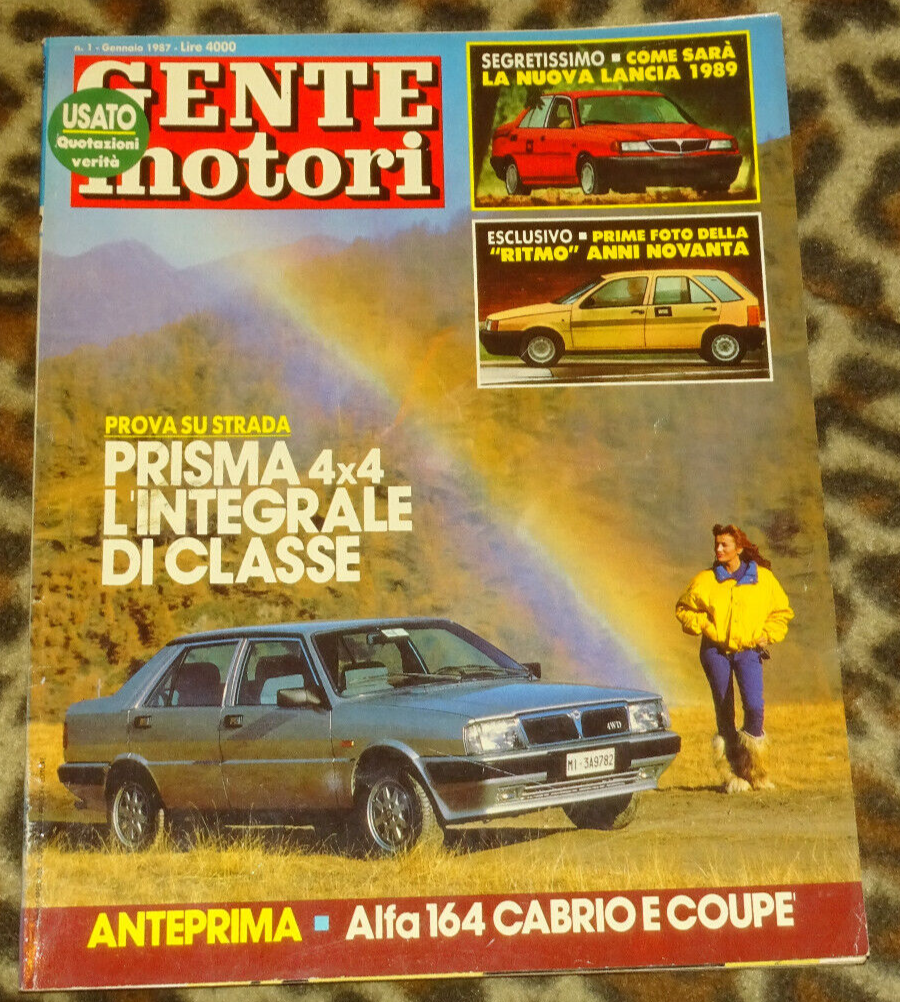 n. 1 - Gennaio 1987 - Lire 4000
GENTE
motori
USATO
Quotazioni
verità
SEGRETISSIMO ▪ COME SARÀ
LA NUOVA LANCIA 1989
ESCLUSIVO ▪ PRIME FOTO DELLA
"RITMO" ANNI NOVANTA
PROVA SU STRADA
PRISMA 4x4
L'INTEGRALE
DI CLASSE
4WD
MI-3A9782
ANTEPRIMA ▪ Alfa 164 CABRIO E COUPE'